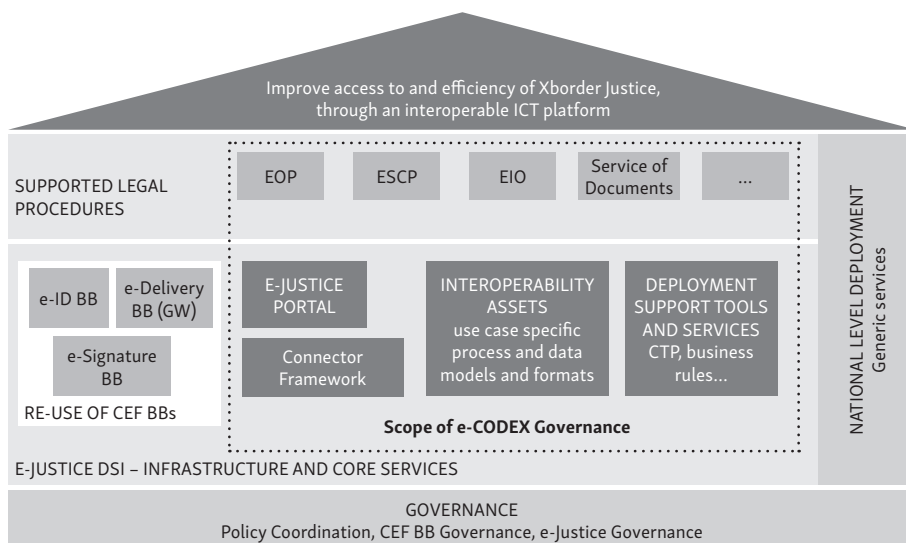 Improve access to and efficiency of Xborder Justice,
through an interoperable ICT platform
SUPPORTED LEGAL
PROCEDURES
EOP
ESCP
EIO
Service of
Documents
...
e-ID BB
e-Delivery
BB (GW)
e-Signature
BB
RE-USE OF CEF BBs
E-JUSTICE
PORTAL
Connector
Framework
INTEROPERABILITY
ASSETS
use case specific
process and data
models and formats
DEPLOYMENT
SUPPORT TOOLS
AND SERVICES
CTP, business
rules...
Scope of e-CODEX Governance
E-JUSTICE DSI – INFRASTRUCTURE AND CORE SERVICES
NATIONAL LEVEL DEPLOYMENT
Generic services
GOVERNANCE
Policy Coordination, CEF BB Governance, e-Justice Governance